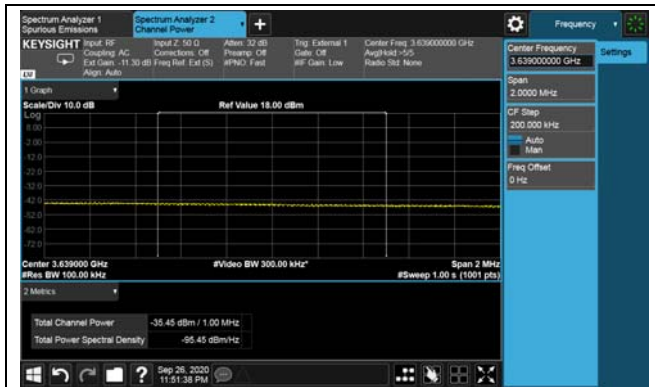 Spectrum Analyzer 1
Spurious Emissions
Spectrum Analyzer 2
Channel Power
+
Frequency
KEYSIGHT
Input: RF
Coupling: AC
Ext Gain: -11.30 dB
Align: Auto
Input Z: 50 Ω
Corrections: Off
Freq Ref: Ext (S)
Atten: 32 dB
Preamp: Off
#PNO: Fast
Trig: External 1
Gate: Off
#IF Gain: Low
Center Freq: 3.639000000 GHz
Avg|Hold:>5/5
Radio Std: None
LXI
Center Frequency
3.639000000 GHz
Settings
Span
2.0000 MHz
CF Step
200.000 kHz
Auto
Man
Freq Offset
0 Hz
1 Graph
Scale/Div 10.0 dB
Ref Value 18.00 dBm
Log
8.00
-2.00
-12.0
-22.0
-32.0
-42.0
-52.0
-62.0
-72.0
Center 3.639000 GHz
#Video BW 300.00 kHz*
Span 2 MHz
#Res BW 100.00 kHz
#Sweep 1.00 s (1001 pts)
2 Metrics
Total Channel Power
-35.45 dBm / 1.00 MHz
Total Power Spectral Density
-95.45 dBm/Hz
?
Sep 26, 2020
11:51:38 PM